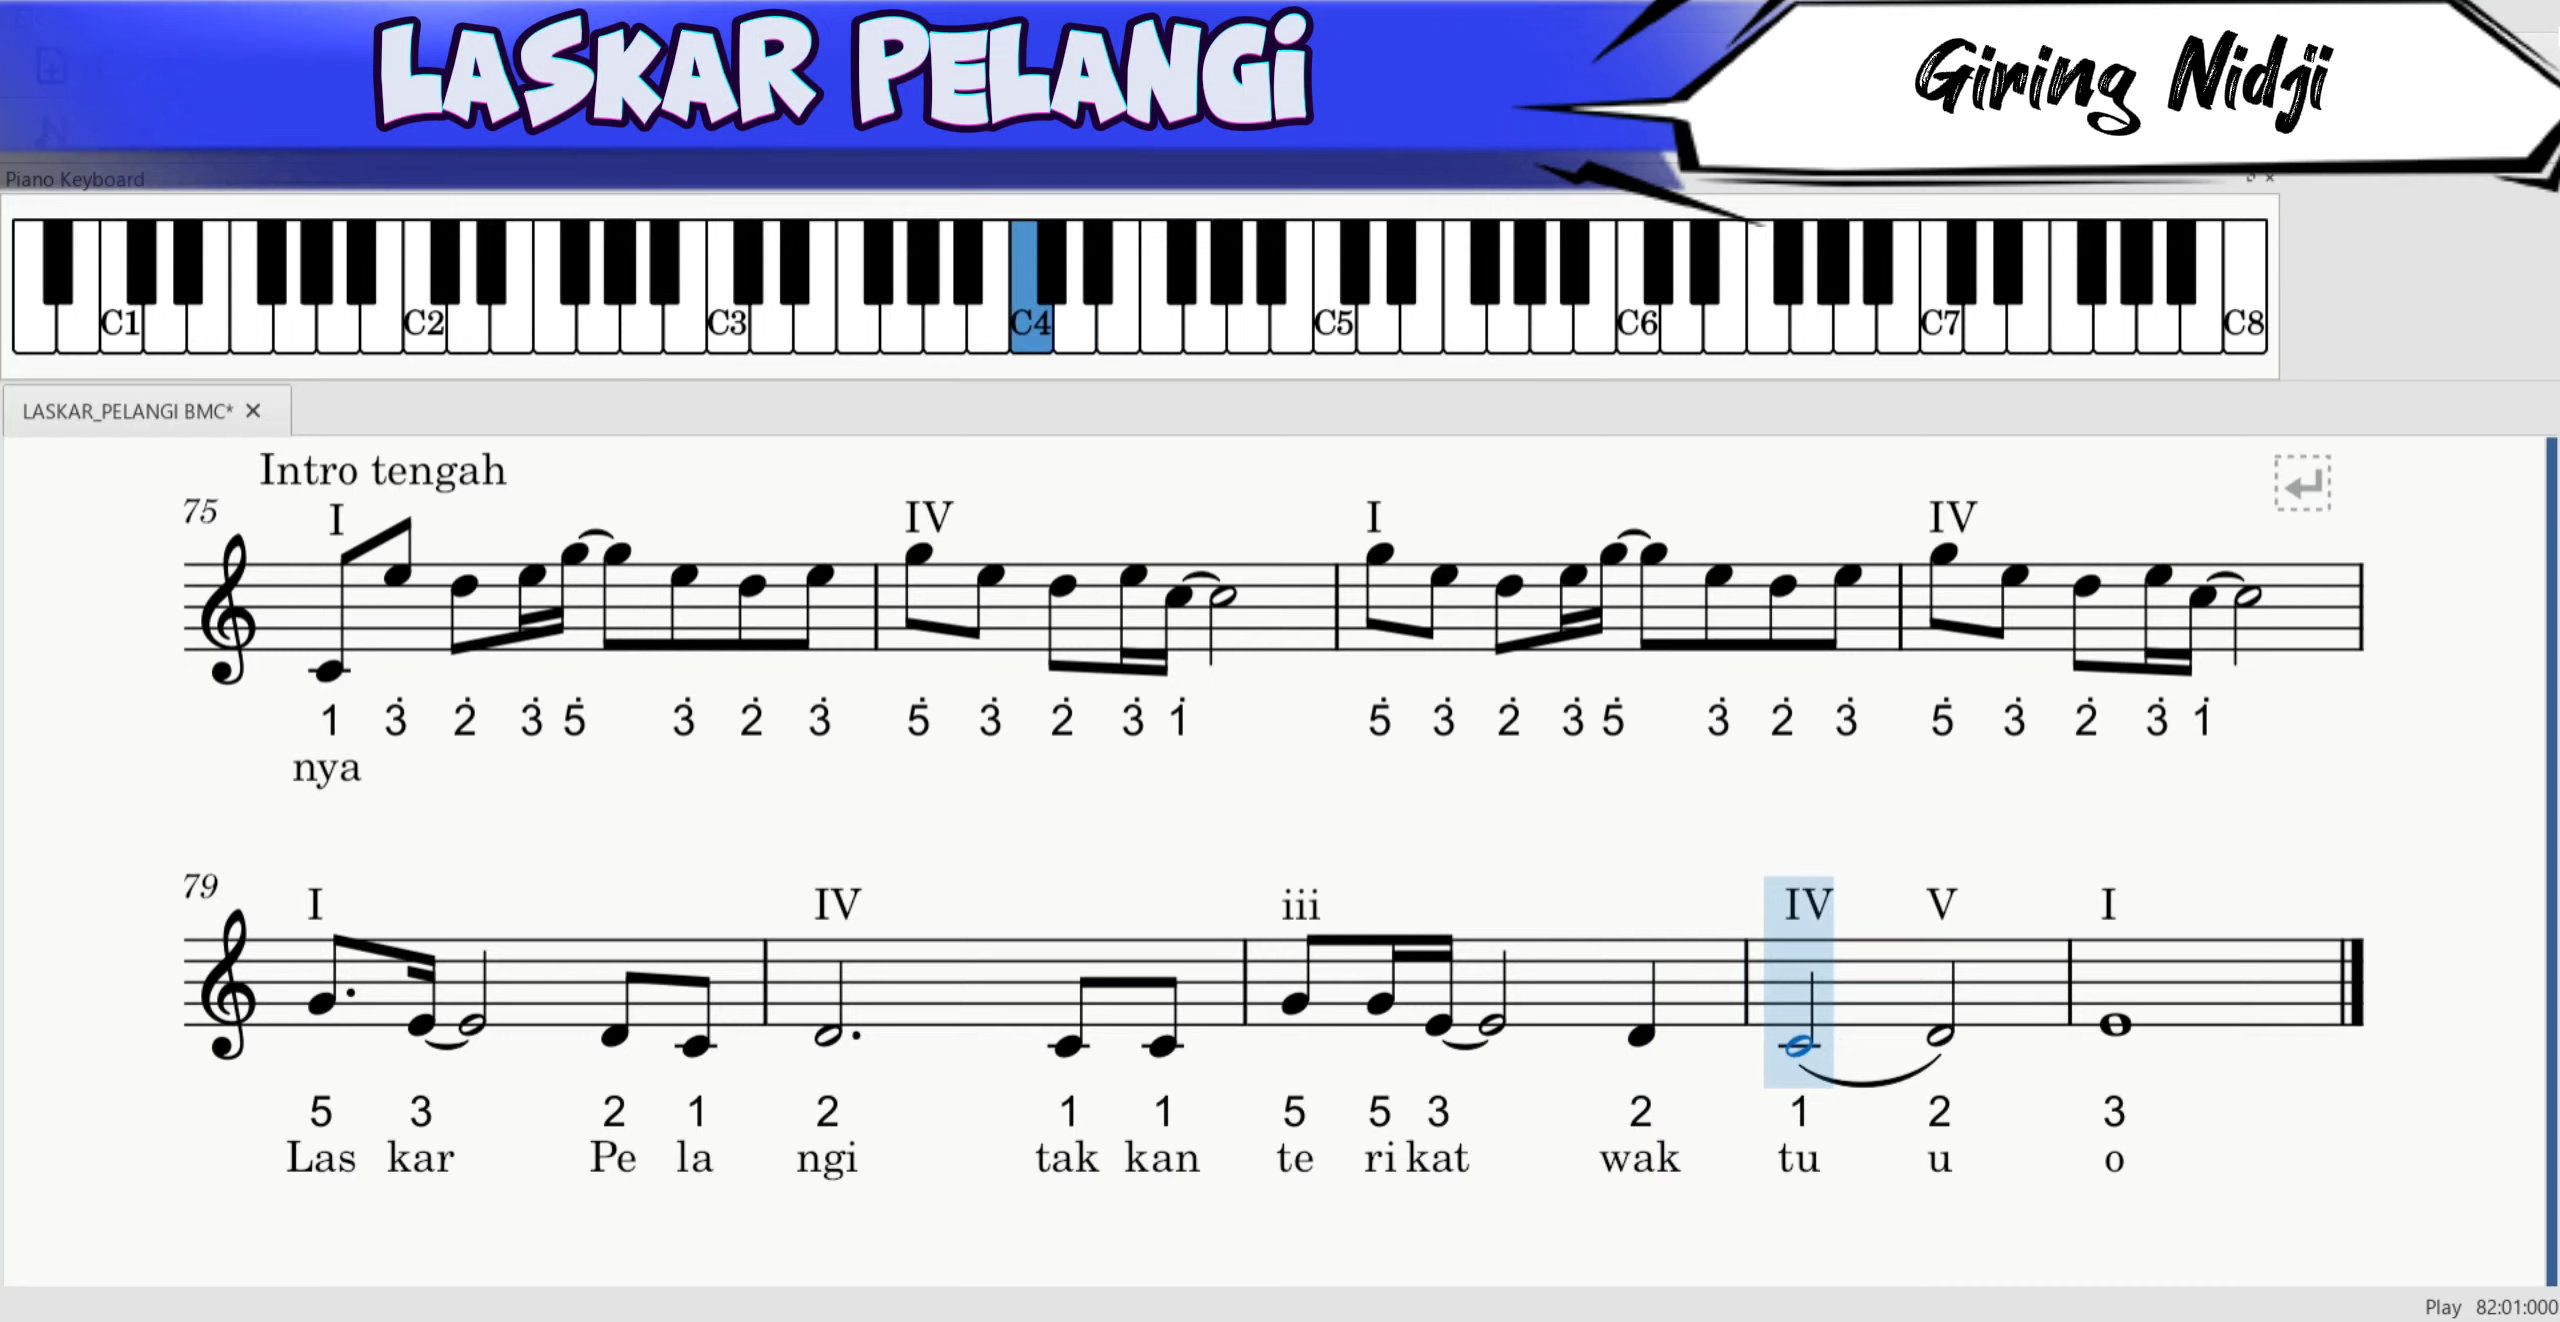 LASKAR PELANGI
Giring Nidji
Piano Keyboard
C1 C2 C3 C4 C5 C6 C7 C8
LASKAR_PELANGI BMC* ✕
Intro tengah
75 I IV I IV
1 3̇ 2̇ 3̇ 5̇ 3̇ 2̇ 3̇ 5̇ 3̇ 2̇ 3̇ 1̇ 5̇ 3̇ 2̇ 3̇ 5̇ 3̇ 2̇ 3̇ 5̇ 3̇ 2̇ 3̇ 1̇
nya
79 I IV iii IV V I
5 3 2 1 2 1 1 5 5 3 2 1 2 3
Las kar Pe la ngi tak kan te ri kat wak tu u o
Play 82:01:000